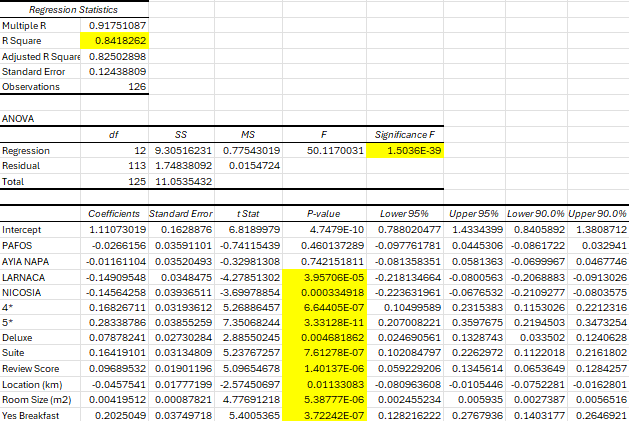 Regression Statistics
Multiple R 0.91751087
R Square 0.8418262
Adjusted R Square 0.82502898
Standard Error 0.12438809
Observations 126
ANOVA
df SS MS F Significance F
Regression 12 9.30516231 0.77543019 50.1170031 1.5036E-39
Residual 113 1.74838092 0.0154724
Total 125 11.0535432
Coefficients Standard Error t Stat P-value Lower 95% Upper 95% Lower 90.0% Upper 90.0%
Intercept 1.11073019 0.1628876 6.8189979 4.7479E-10 0.788020477 1.4334399 0.8405892 1.3808712
PAFOS -0.0266156 0.03591101 -0.74115439 0.460137289 -0.097761781 0.0445306 -0.0861722 0.032941
AYIA NAPA -0.01161104 0.03520493 -0.32981308 0.742151811 -0.081358351 0.0581363 -0.0699967 0.0467746
LARNACA -0.14909548 0.0348475 -4.27851302 3.95706E-05 -0.218134664 -0.0800563 -0.2068883 -0.0913026
NICOSIA -0.14564258 0.03936511 -3.69978854 0.000334918 -0.223631961 -0.0676532 -0.2109277 -0.0803575
4* 0.16826711 0.03193612 5.26886457 6.64405E-07 0.10499589 0.2315383 0.1153026 0.2212316
5* 0.28338786 0.03855259 7.35068244 3.33128E-11 0.207008221 0.3597675 0.2194503 0.3473254
Deluxe 0.07878241 0.02730284 2.88550245 0.004681862 0.024690561 0.1328743 0.033502 0.1240628
Suite 0.16419101 0.03134809 5.23767257 7.61278E-07 0.102084797 0.2262972 0.1122018 0.2161802
Review Score 0.09689532 0.01901196 5.09654678 1.40137E-06 0.059229206 0.1345614 0.0653649 0.1284257
Location (km) -0.0457541 0.01777199 -2.57450697 0.01133083 -0.080963608 -0.0105446 -0.0752281 -0.0162801
Room Size (m2) 0.00419512 0.00087821 4.77691218 5.38777E-06 0.002455234 0.005935 0.0027387 0.0056516
Yes Breakfast 0.2025049 0.03749718 5.4005365 3.72242E-07 0.128216222 0.2767936 0.1403177 0.2646921